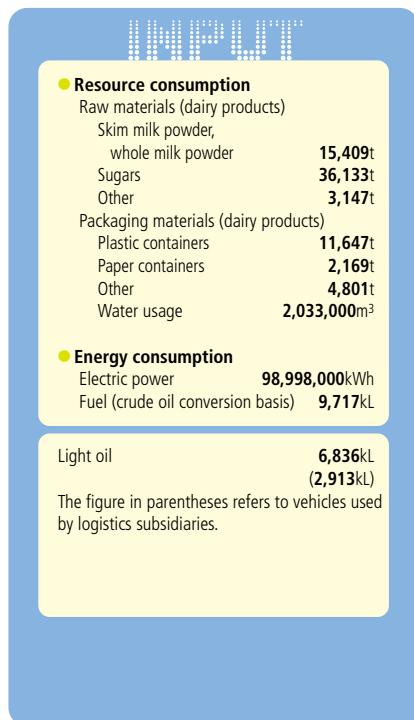 INPUT
● Resource consumption
Raw materials (dairy products)
Skim milk powder,
whole milk powder 15,409t
Sugars 36,133t
Other 3,147t
Packaging materials (dairy products)
Plastic containers 11,647t
Paper containers 2,169t
Other 4,801t
Water usage 2,033,000m³
● Energy consumption
Electric power 98,998,000kWh
Fuel (crude oil conversion basis) 9,717kL
Light oil 6,836kL
(2,913kL)
The figure in parentheses refers to vehicles used
by logistics subsidiaries.